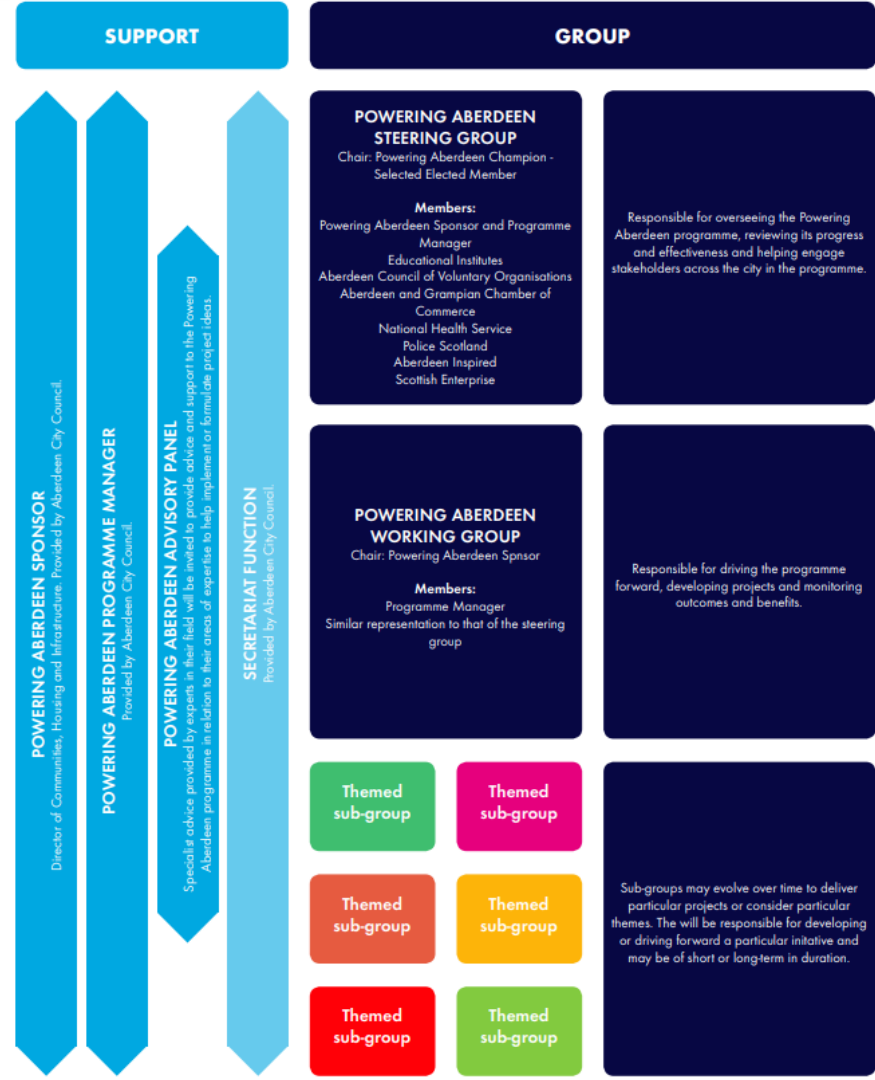 SUPPORT
GROUP
POWERING ABERDEEN SPONSOR
Director of Communities, Housing and Infrastructure. Provided by Aberdeen City Council.
POWERING ABERDEEN PROGRAMME MANAGER
Provided by Aberdeen City Council.
POWERING ABERDEEN ADVISORY PANEL
Specialist advice provided by experts in their field will be invited to provide advice and support to the Powering
Aberdeen programme in relation to their areas of expertise to help implement or formulate project ideas.
SECRETARIAT FUNCTION
Provided by Aberdeen City Council.
POWERING ABERDEEN
STEERING GROUP
Chair: Powering Aberdeen Champion -
Selected Elected Member
Members:
Powering Aberdeen Sponsor and Programme
Manager
Educational Institutes
Aberdeen Council of Voluntary Organisations
Aberdeen and Grampian Chamber of
Commerce
National Health Service
Police Scotland
Aberdeen Inspired
Scottish Enterprise
Responsible for overseeing the Powering
Aberdeen programme, reviewing its progress
and effectiveness and helping engage
stakeholders across the city in the programme.
POWERING ABERDEEN
WORKING GROUP
Chair: Powering Aberdeen Spnsor
Members:
Programme Manager
Similar representation to that of the steering
group
Responsible for driving the programme
forward, developing projects and monitoring
outcomes and benefits.
Themed
sub-group
Themed
sub-group
Themed
sub-group
Themed
sub-group
Themed
sub-group
Themed
sub-group
Sub-groups may evolve over time to deliver
particular projects or consider particular
themes. The will be responsible for developing
or driving forward a particular initative and
may be of short or long-term in duration.